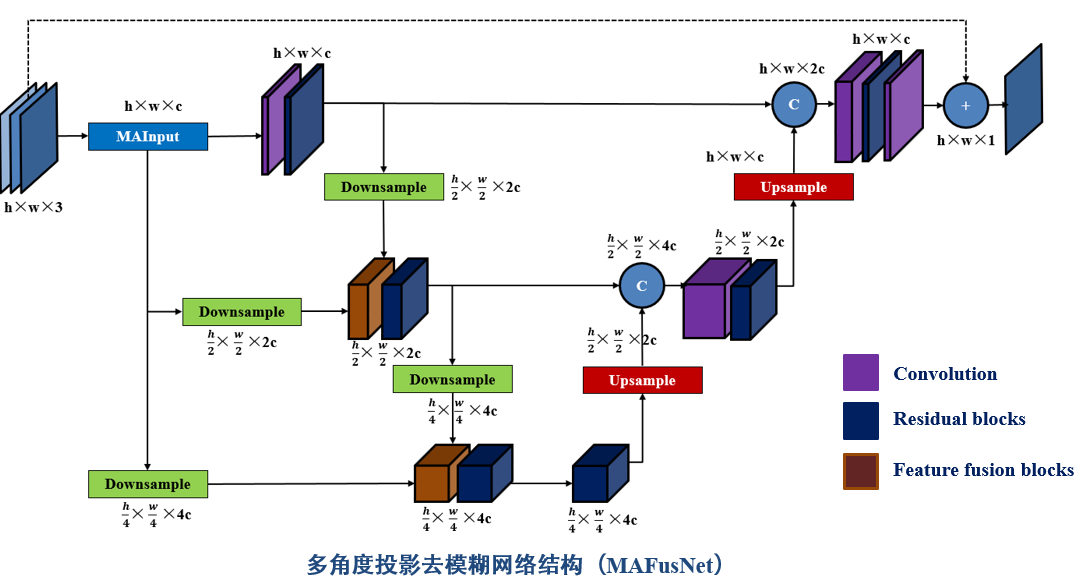 h×w×c
h×w×c
h×w×2c
h×w×c
MAInput
C
+
h×w×1
h×w×3
h×w×c
Downsample
h/2 × w/2 ×2c
Upsample
h/2 × w/2 ×4c
h/2 × w/2 ×2c
C
Downsample
h/2 × w/2 ×2c
h/2 × w/2 ×2c
h/2 × w/2 ×2c
Downsample
Upsample
h/4 × w/4 ×4c
Convolution
Residual blocks
Feature fusion blocks
Downsample
h/4 × w/4 ×4c
h/4 × w/4 ×4c
h/4 × w/4 ×4c
多角度投影去模糊网络结构（MAFusNet）